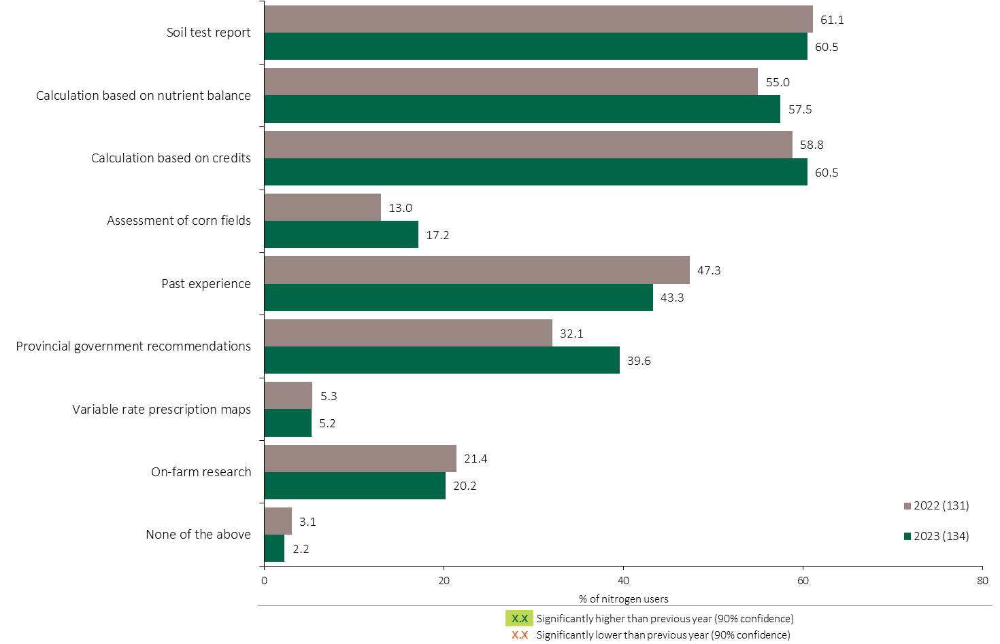 Soil test report
61.1
60.5
Calculation based on nutrient balance
55.0
57.5
Calculation based on credits
58.8
60.5
Assessment of corn fields
13.0
17.2
Past experience
47.3
43.3
Provincial government recommendations
32.1
39.6
Variable rate prescription maps
5.3
5.2
On-farm research
21.4
20.2
None of the above
3.1
2.2
2022 (131)
2023 (134)
0 20 40 60 80
% of nitrogen users
X.X Significantly higher than previous year (90% confidence)
X.X Significantly lower than previous year (90% confidence)